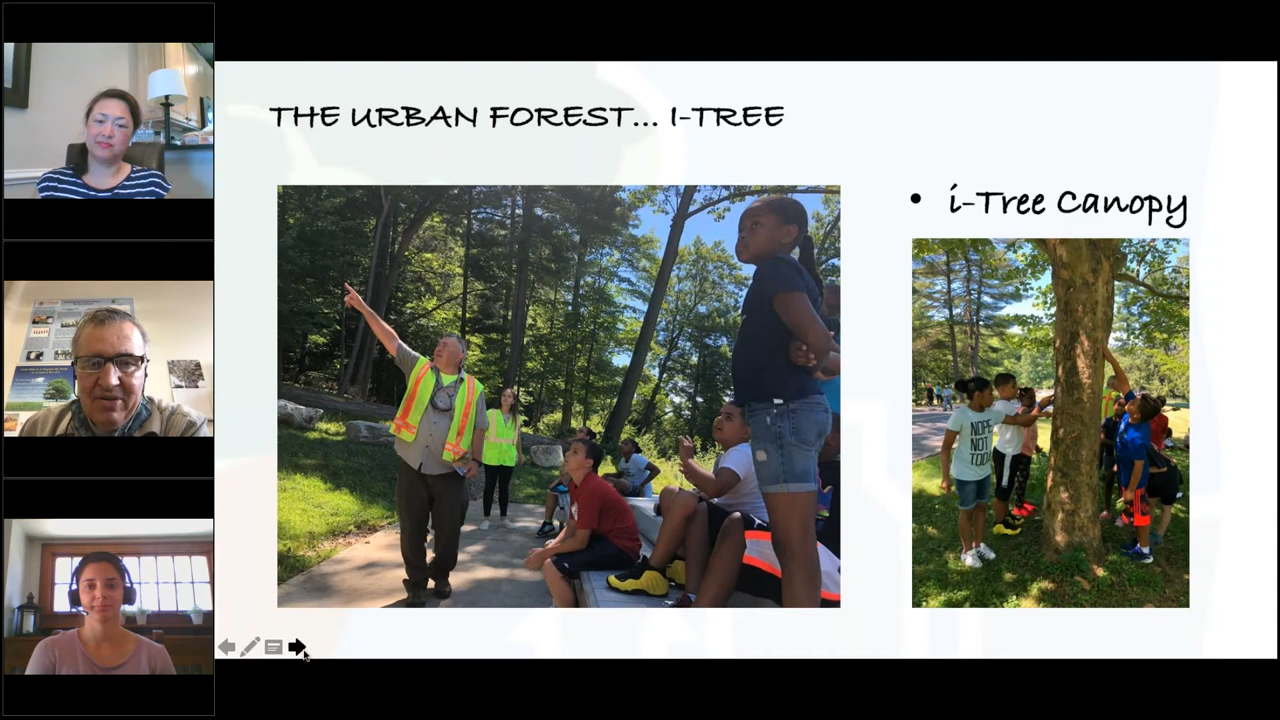 THE URBAN FOREST... I-TREE
• i-Tree Canopy
NOPE
NOT
TODAY